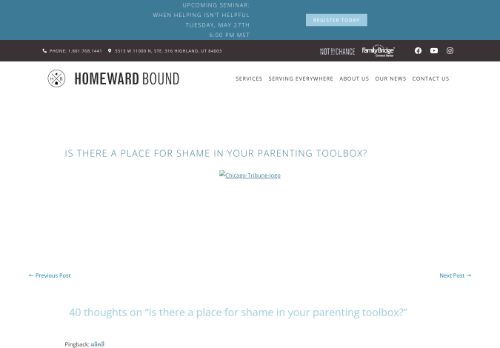 UPCOMING SEMINAR:
WHEN HELPING ISN'T HELPFUL
TUESDAY, MAY 27TH
6:00 PM MST
REGISTER TODAY
PHONE: 1.801.768.1441
5513 W 11000 N, STE. 316 HIGHLAND, UT 84003
NOT BY CHANCE
FamilyBridge
HOMEWARD BOUND
SERVICES
SERVING EVERYWHERE
ABOUT US
OUR NEWS
CONTACT US
IS THERE A PLACE FOR SHAME IN YOUR PARENTING TOOLBOX?
Chicago-Tribune-logo
← Previous Post
Next Post →
40 thoughts on “is there a place for shame in your parenting toolbox?”
Pingback: